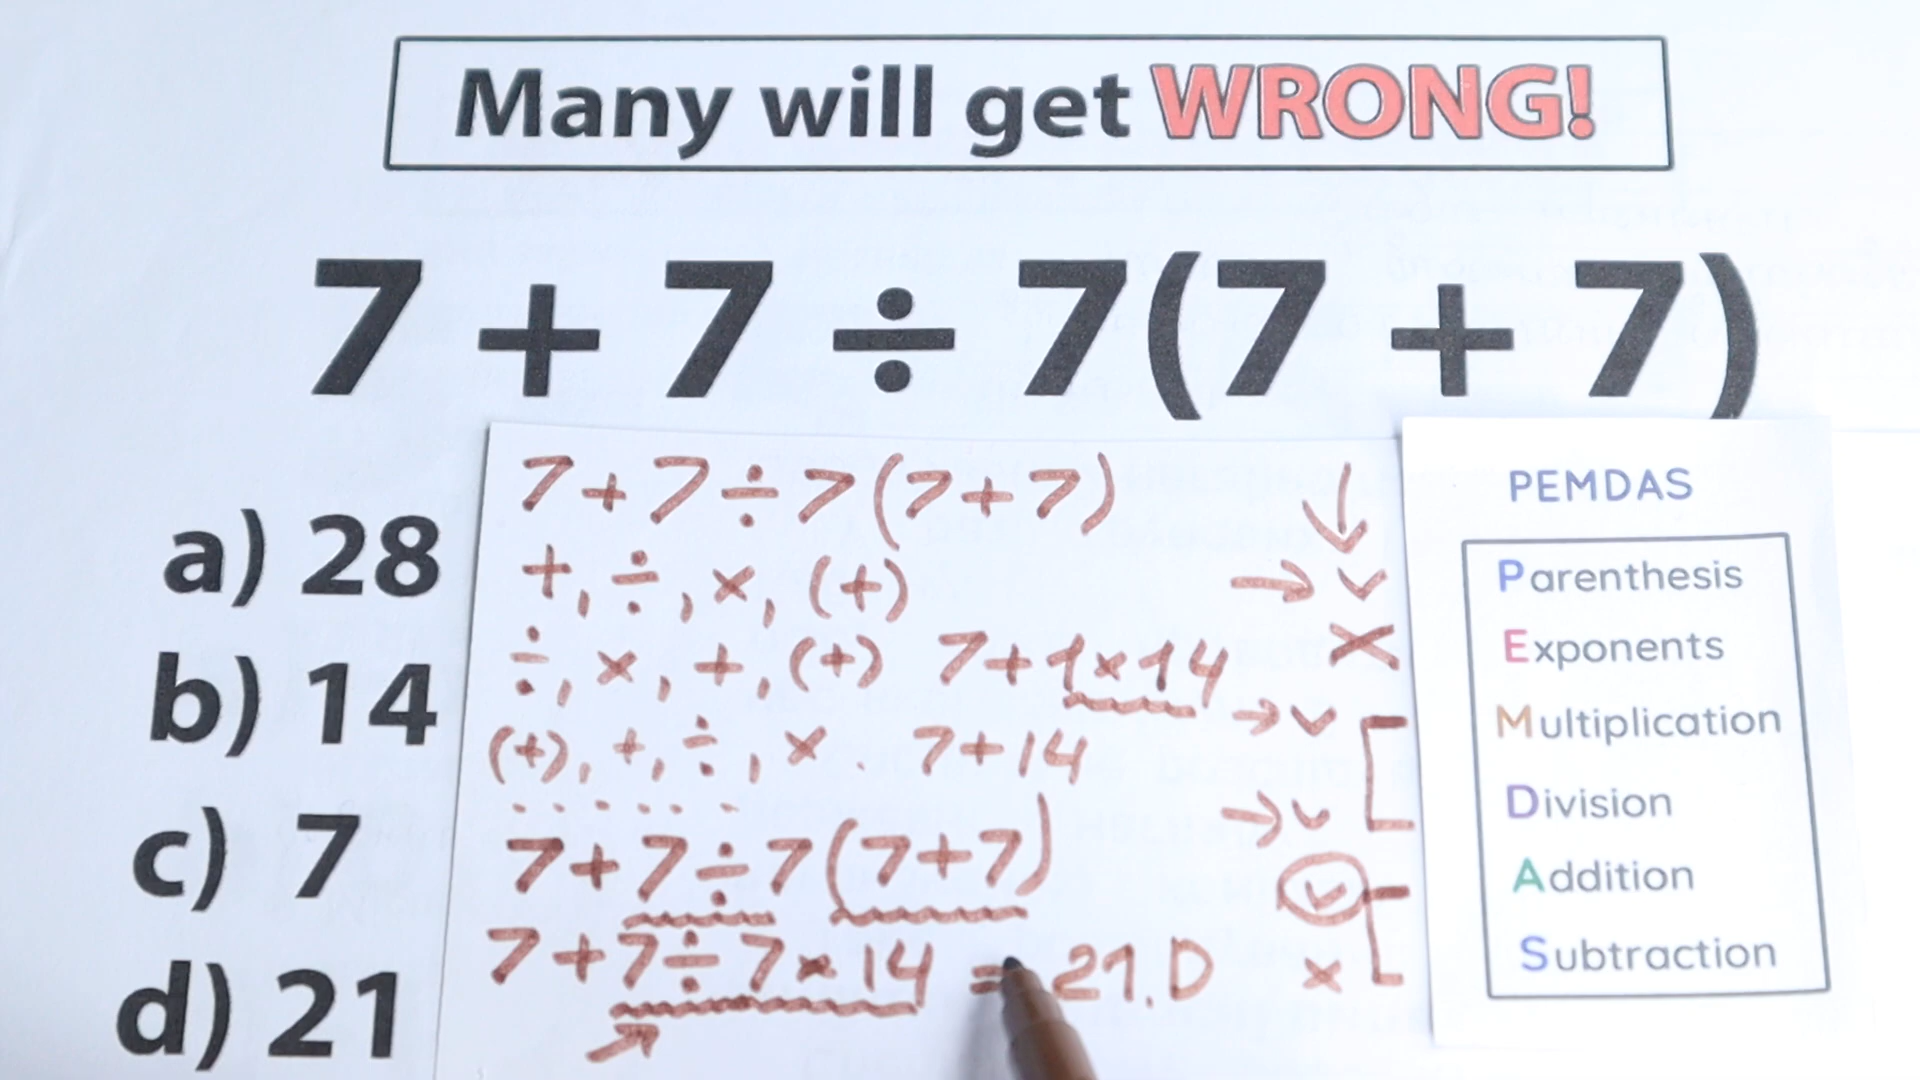 Many will get WRONG!
7 + 7 ÷ 7(7 + 7)
a) 28
b) 14
c) 7
d) 21
7+7÷7(7+7)
+, ÷, ×, (+)
÷, ×, +, (+) 7+1×14
(+), +, ÷, × . 7+14
7+7÷7(7+7)
7+7÷7×14 = 21. D
PEMDAS
Parenthesis
Exponents
Multiplication
Division
Addition
Subtraction